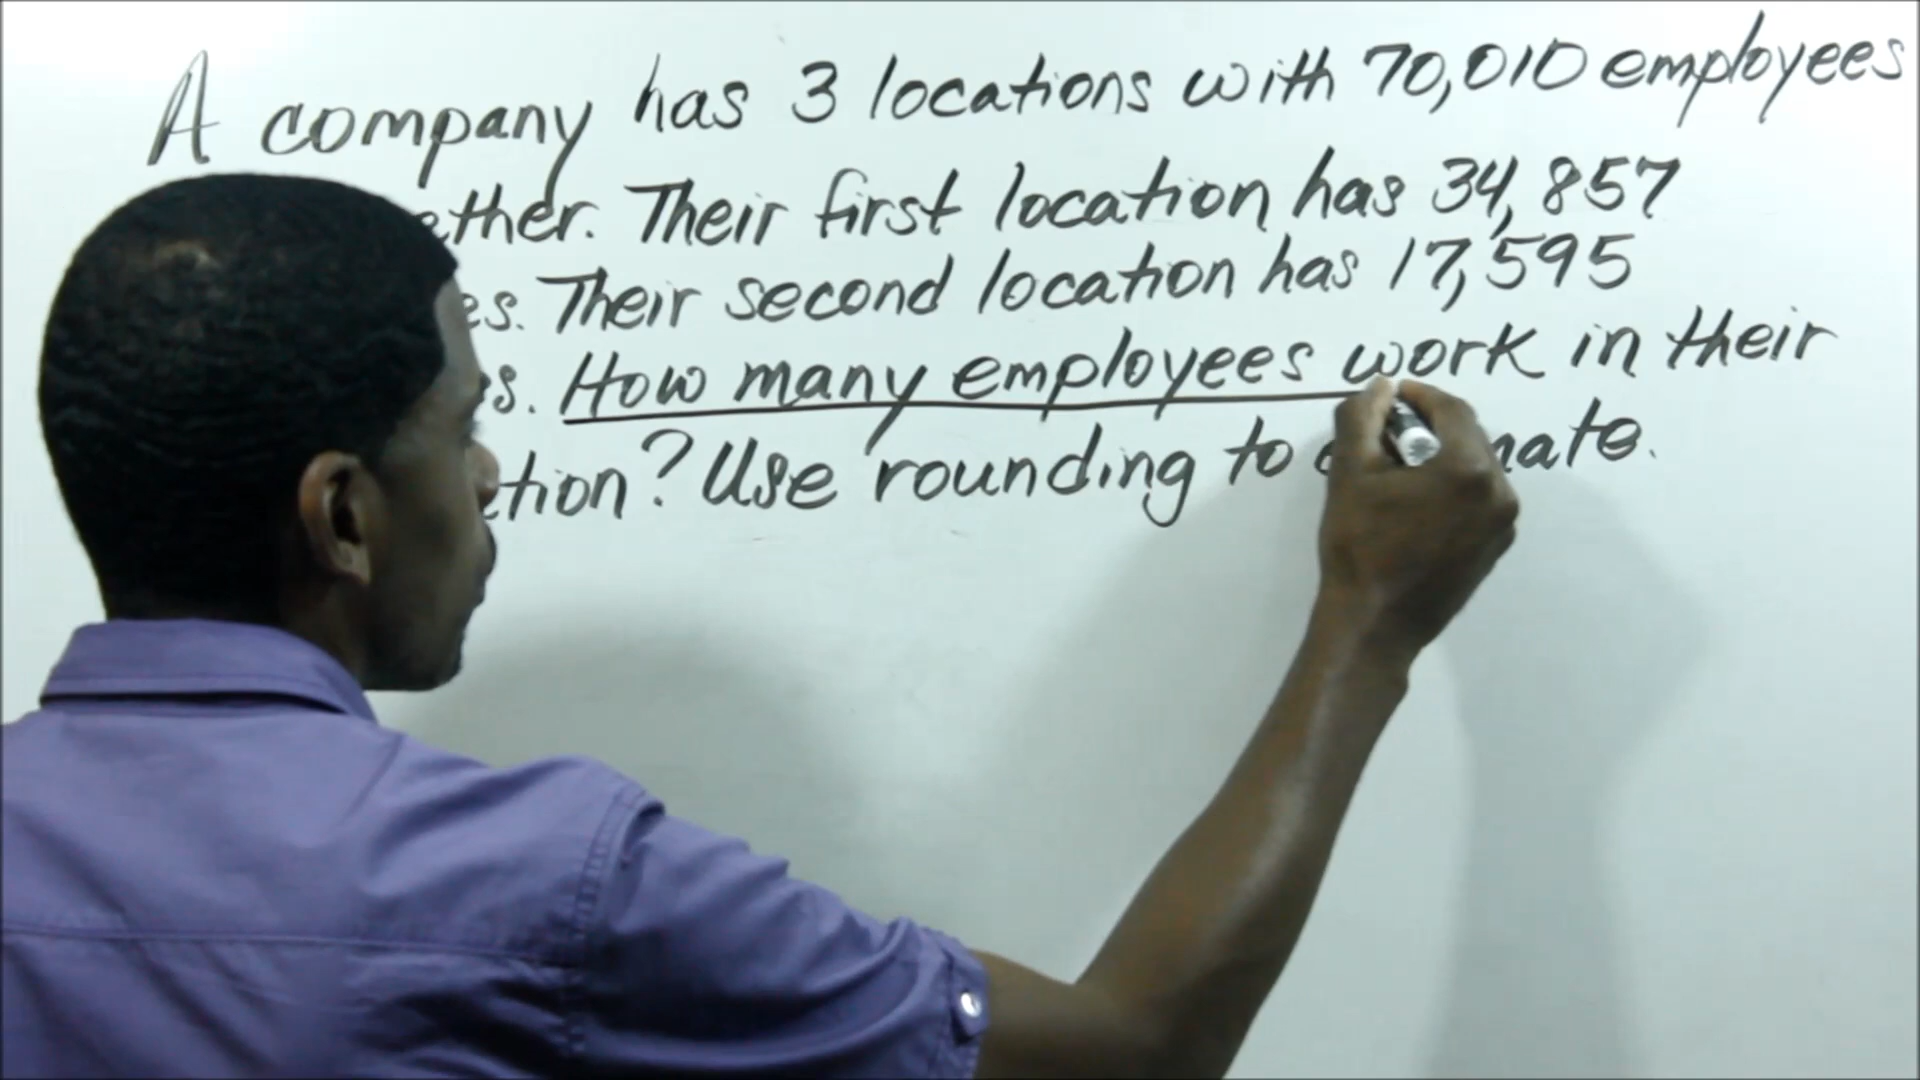 A company has 3 locations with 70,010 employees
ether. Their first location has 34,857
es. Their second location has 17,595
s. How many employees work in their
tion? Use rounding to mate.